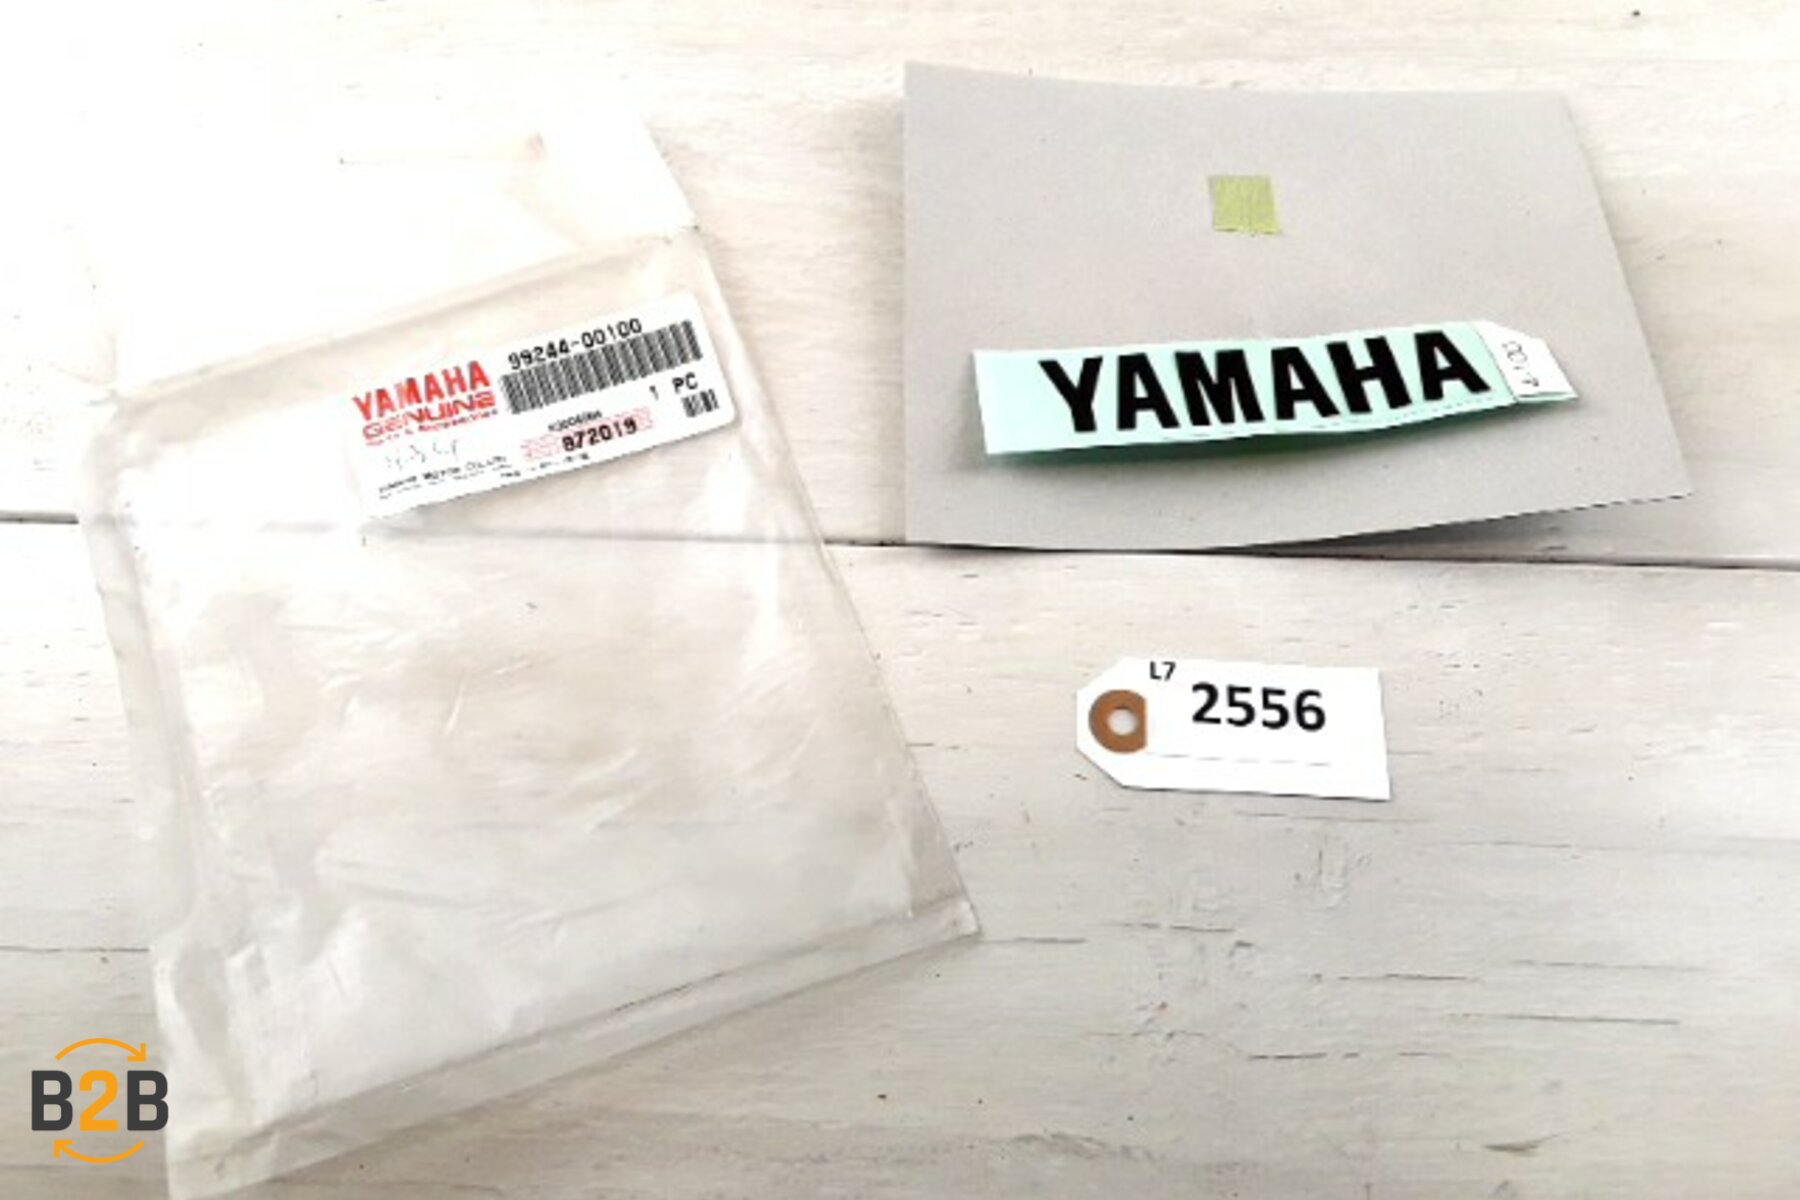 99244-00100
YAMAHA
GENUINE
1 PC
872019
YAMAHA
L7
2556
B2B